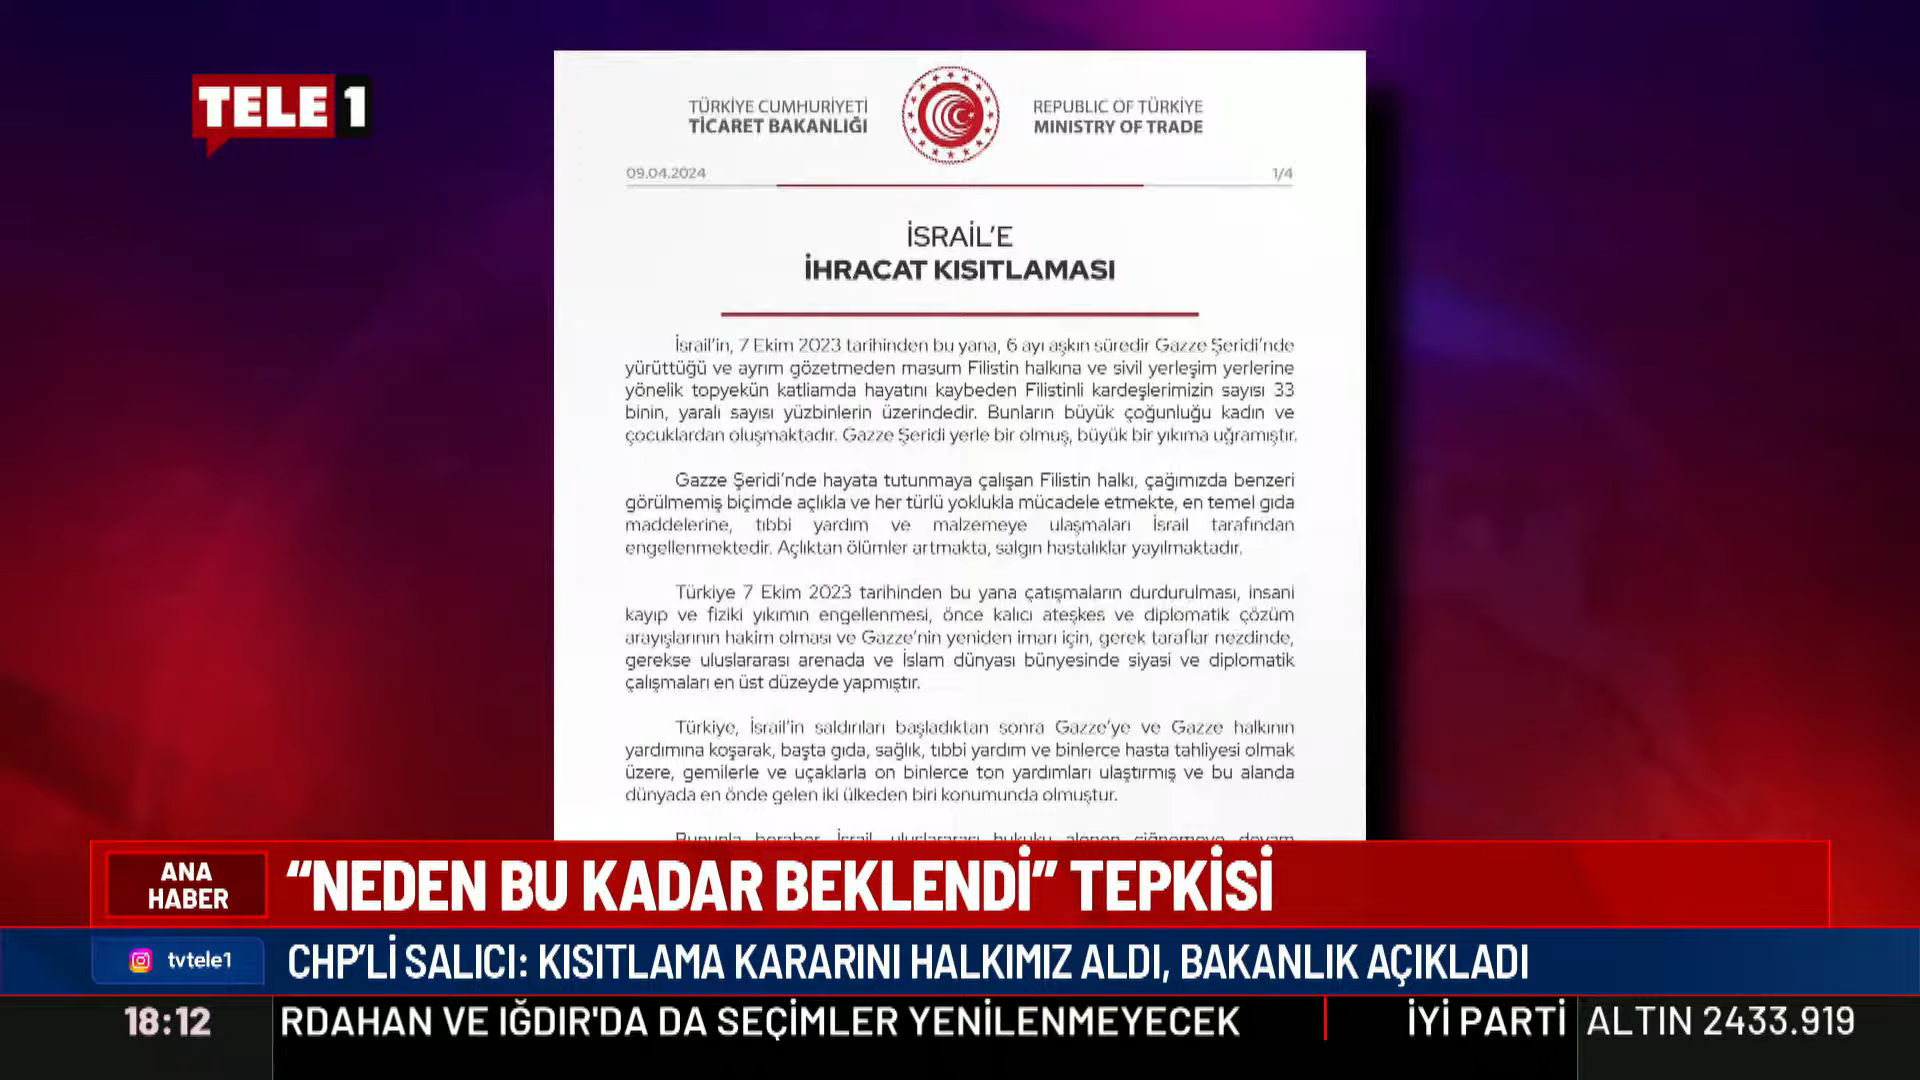 TELE 1
TÜRKİYE CUMHURİYETİ
TİCARET BAKANLIĞI
REPUBLIC OF TÜRKİYE
MINISTRY OF TRADE
09.04.2024
1/4
İSRAİL'E
İHRACAT KISITLAMASI
İsrail'in, 7 Ekim 2023 tarihinden bu yana, 6 ayı aşkın süredir Gazze Şeridi'nde
yürüttüğü ve ayrım gözetmeden masum Filistin halkına ve sivil yerleşim yerlerine
yönelik topyekün katliamda hayatını kaybeden Filistinli kardeşlerimizin sayısı 33
binin, yaralı sayısı yüzbinlerin üzerindedir. Bunların büyük çoğunluğu kadın ve
çocuklardan oluşmaktadır. Gazze Şeridi yerle bir olmuş, büyük bir yıkıma uğramıştır.
Gazze Şeridi'nde hayata tutunmaya çalışan Filistin halkı, çağımızda benzeri
görülmemiş biçimde açlıkla ve her türlü yoklukla mücadele etmekte, en temel gıda
maddelerine, tıbbi yardım ve malzemeye ulaşmaları İsrail tarafından
engellenmektedir. Açlıktan ölümler artmakta, salgın hastalıklar yayılmaktadır.
Türkiye 7 Ekim 2023 tarihinden bu yana çatışmaların durdurulması, insani
kayıp ve fiziki yıkımın engellenmesi, önce kalıcı ateşkes ve diplomatik çözüm
arayışlarının hakim olması ve Gazze'nin yeniden imarı için, gerek taraflar nezdinde,
gerekse uluslararası arenada ve İslam dünyası bünyesinde siyasi ve diplomatik
çalışmaları en üst düzeyde yapmıştır.
Türkiye, İsrail'in saldırıları başladıktan sonra Gazze'ye ve Gazze halkının
yardımına koşarak, başta gıda, sağlık, tıbbi yardım ve binlerce hasta tahliyesi olmak
üzere, gemilerle ve uçaklarla on binlerce ton yardımları ulaştırmış ve bu alanda
dünyada en önde gelen iki ülkeden biri konumunda olmuştur.
Bununla beraber İsrail, uluslararası hukuku alenen çiğnemeye devam
ANA
HABER
“NEDEN BU KADAR BEKLENDİ” TEPKİSİ
tvtele1
CHP'Lİ SALICI: KISITLAMA KARARINI HALKIMIZ ALDI, BAKANLIK AÇIKLADI
18:12
RDAHAN VE IĞDIR'DA DA SEÇİMLER YENİLENMEYECEK
İYİ PARTİ
ALTIN 2433.919